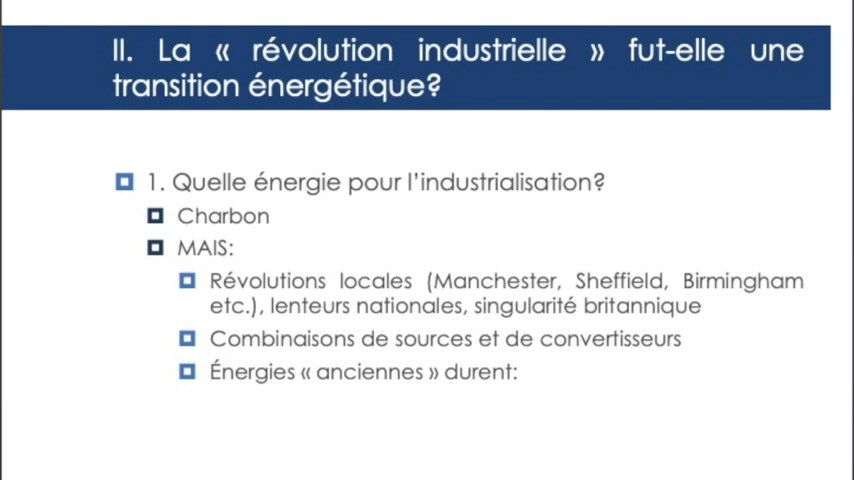 II. La « révolution industrielle » fut-elle une
transition énergétique?
1. Quelle énergie pour l’industrialisation?
Charbon
MAIS:
Révolutions locales (Manchester, Sheffield, Birmingham
etc.), lenteurs nationales, singularité britannique
Combinaisons de sources et de convertisseurs
Énergies « anciennes » durent: